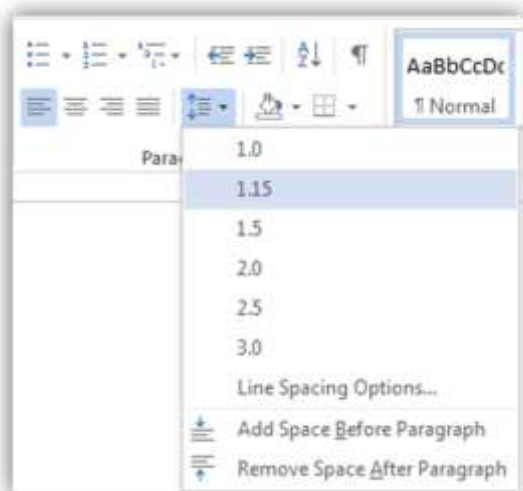 AaBbCcDc
¶ Normal
Para
1.0
1.15
1.5
2.0
2.5
3.0
Line Spacing Options...
Add Space Before Paragraph
Remove Space After Paragraph